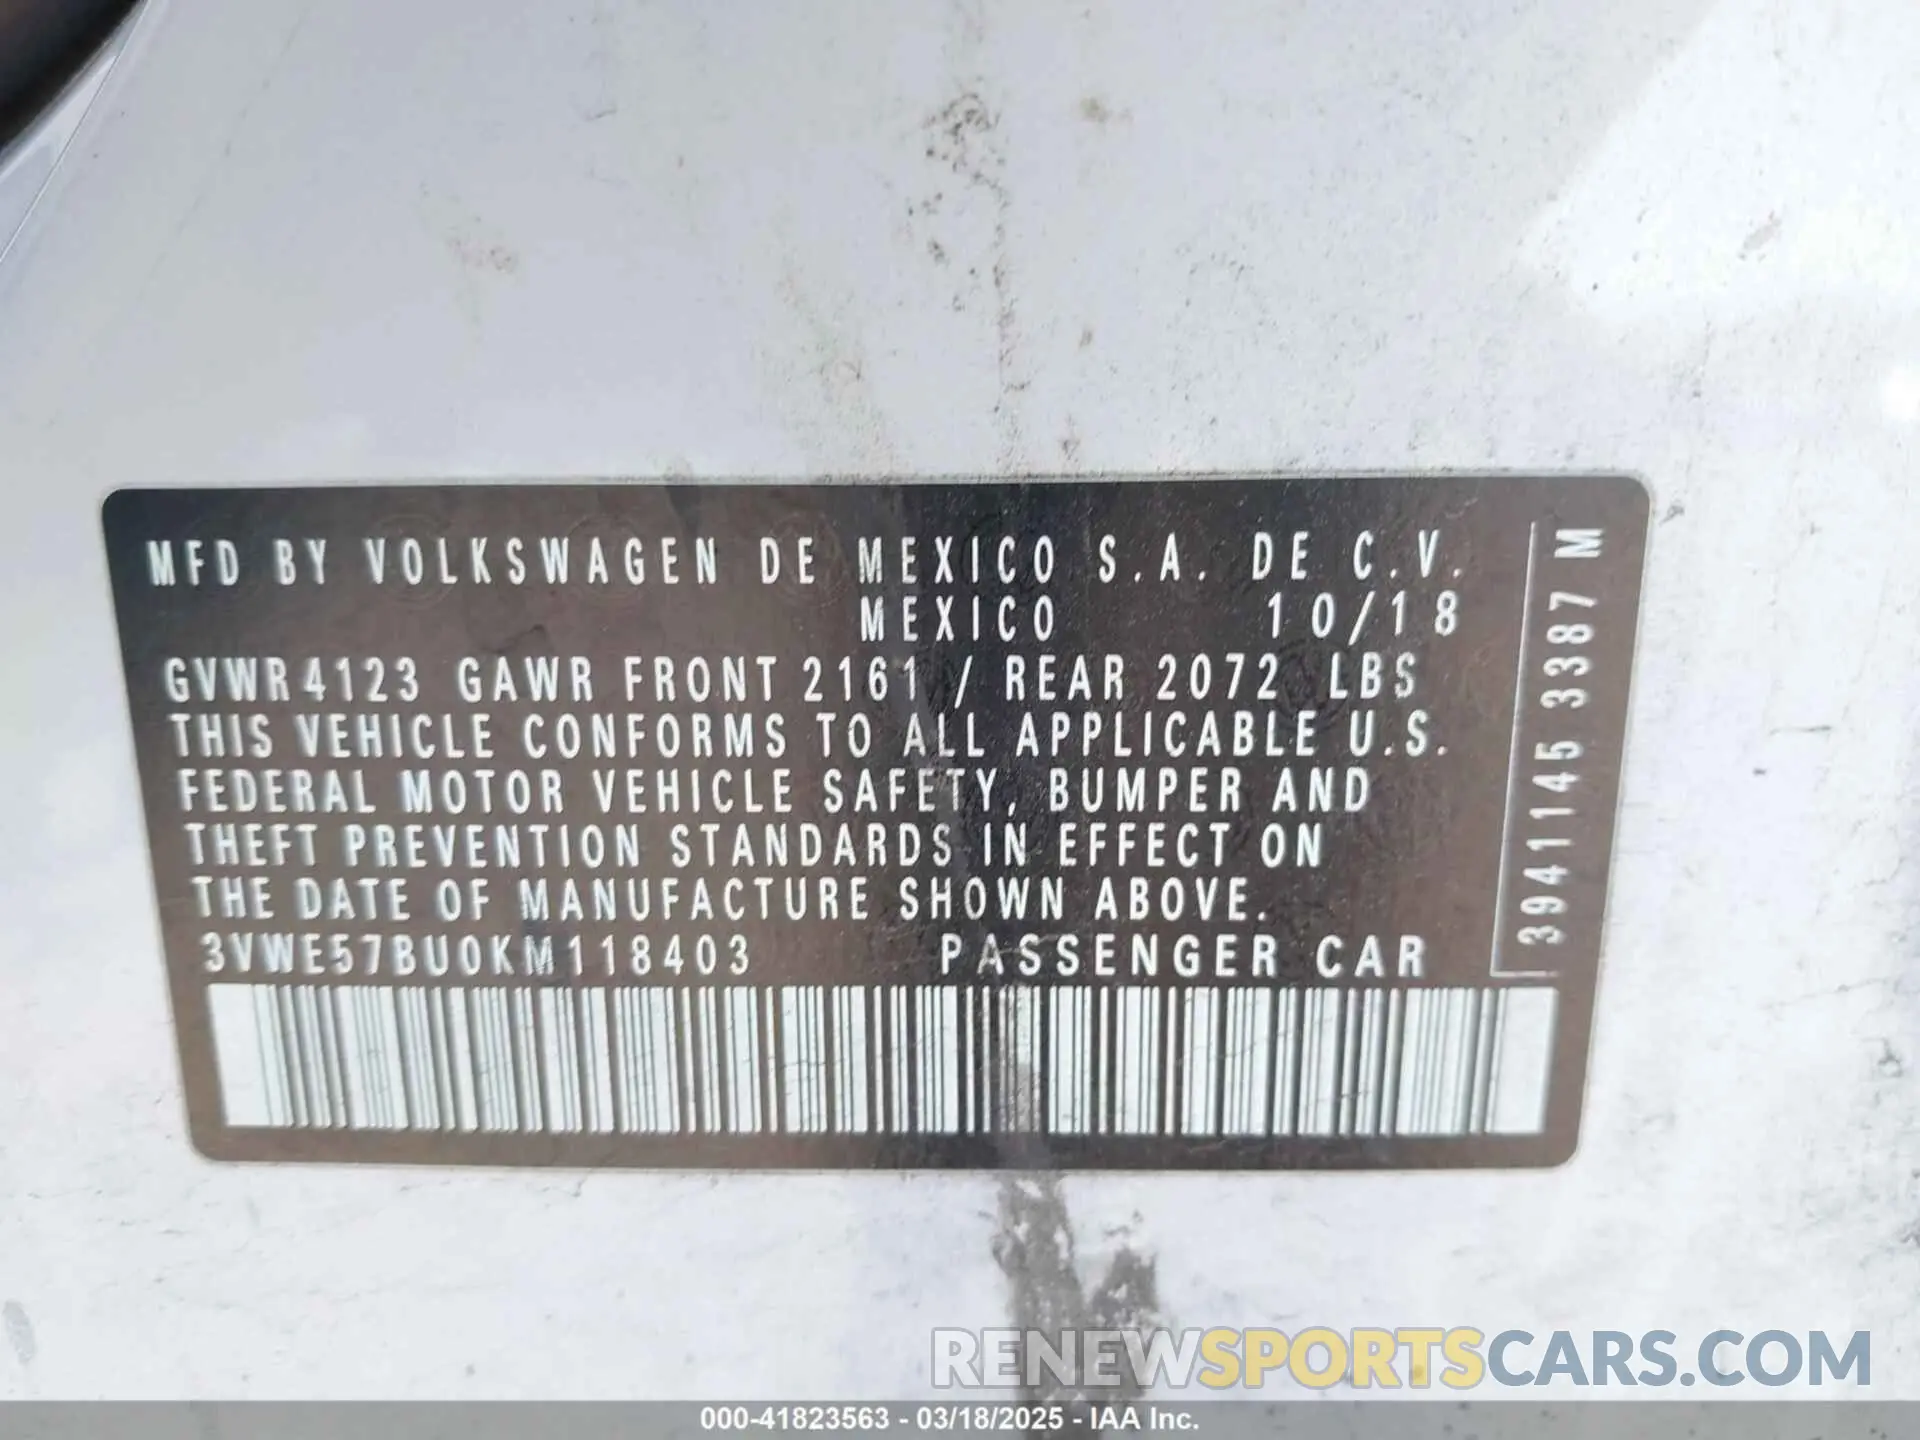 MFD BY VOLKSWAGEN DE MEXICO S.A. DE C.V.
MEXICO 10/18
GVWR 4123 GAWR FRONT 2161 / REAR 2072 LBS
THIS VEHICLE CONFORMS TO ALL APPLICABLE U.S.
FEDERAL MOTOR VEHICLE SAFETY, BUMPER AND
THEFT PREVENTION STANDARDS IN EFFECT ON
THE DATE OF MANUFACTURE SHOWN ABOVE.
3VWE57BU0KM118403 PASSENGER CAR
3941145 3387 M
RENEWSPORTSCARS.COM
000-41823563 - 03/18/2025 - IAA Inc.